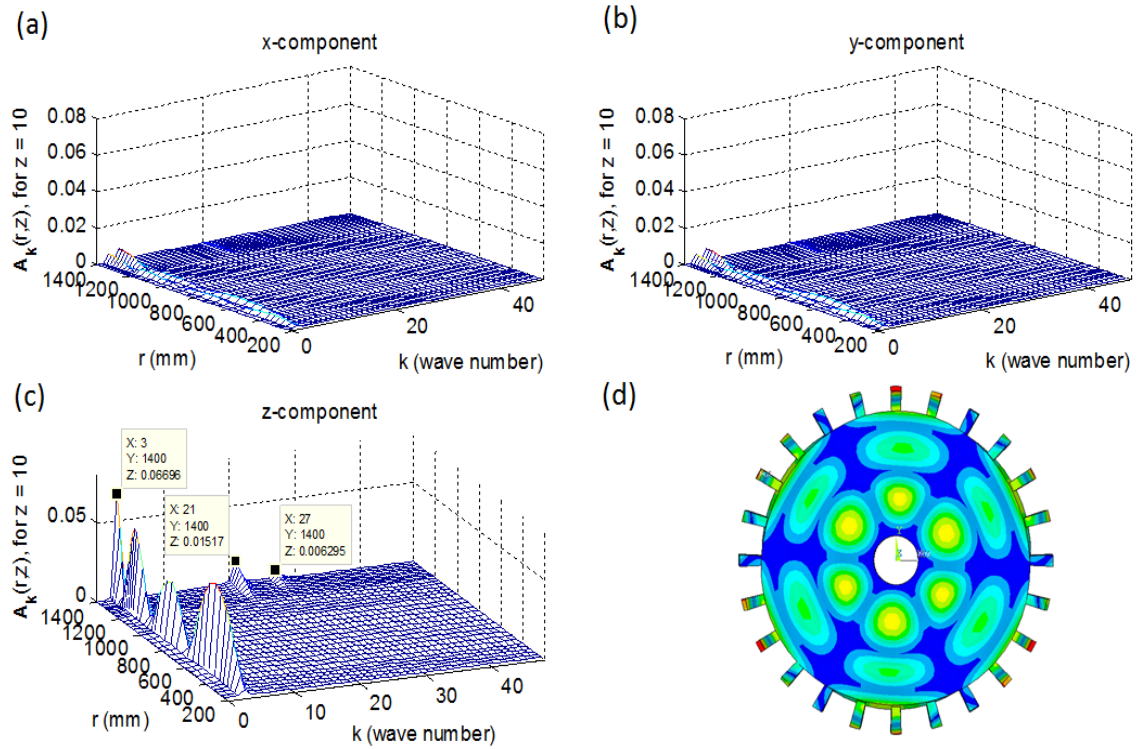 (a)
x-component
A_k(r,z), for z = 10
0.08
0.06
0.04
0.02
0
1400
1200
1000
800
600
400
200
r (mm)
0
20
40
k (wave number)
(b)
y-component
A_k(r,z), for z = 10
0.08
0.06
0.04
0.02
0
1400
1200
1000
800
600
400
200
r (mm)
0
20
40
k (wave number)
(c)
z-component
A_k(r,z), for z = 10
X: 3
Y: 1400
Z: 0.06696
X: 21
Y: 1400
Z: 0.01517
X: 27
Y: 1400
Z: 0.006295
0.05
0
1400
1200
1000
800
600
400
200
r (mm)
0
10
20
30
40
k (wave number)
(d)
Y